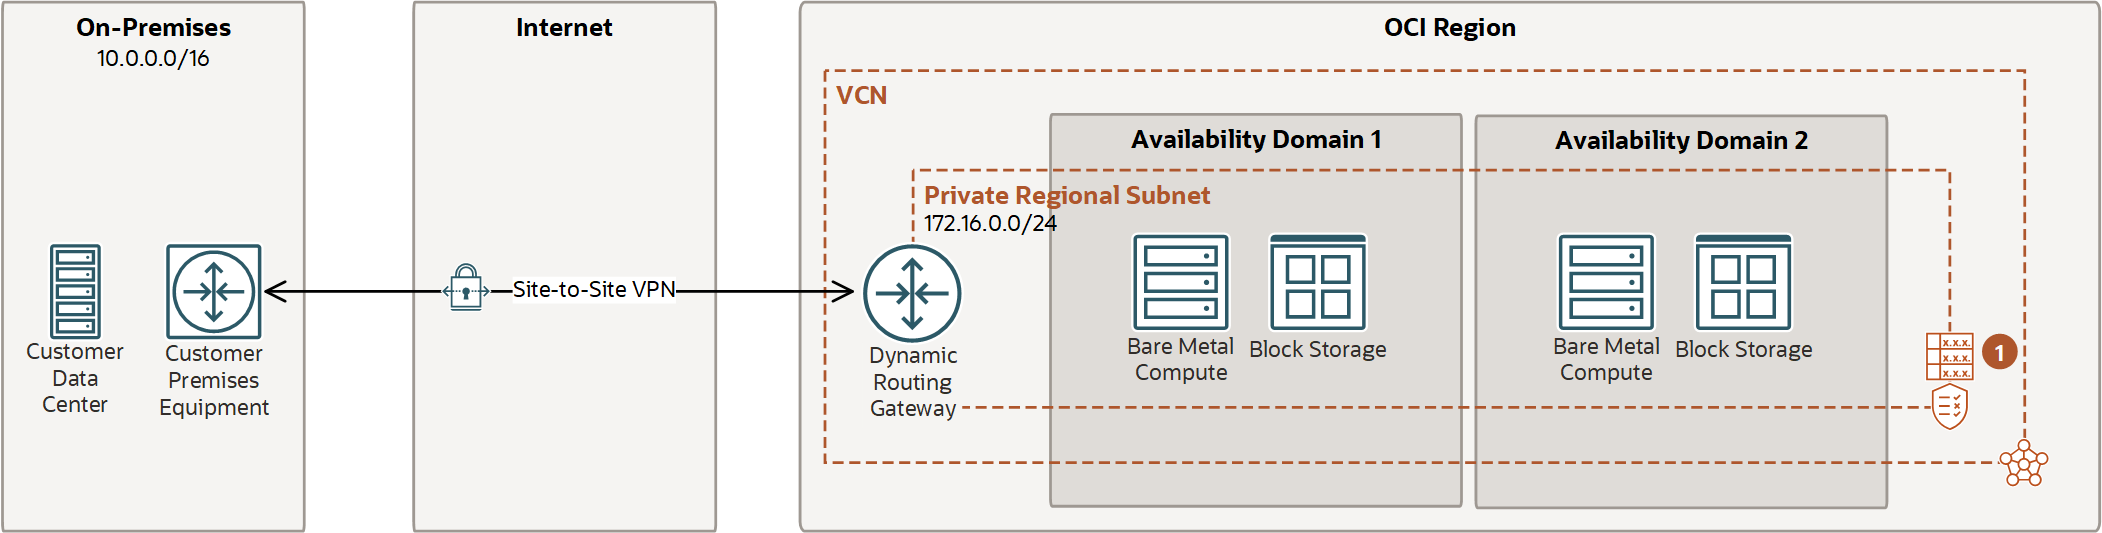 On-Premises
10.0.0.0/16
Customer
Data
Center
Customer
Premises
Equipment
Internet
Site-to-Site VPN
OCI Region
VCN
Private Regional Subnet
172.16.0.0/24
Dynamic
Routing
Gateway
Availability Domain 1
Bare Metal
Compute
Block Storage
Availability Domain 2
Bare Metal
Compute
Block Storage
x.x.x.
x.x.x.
x.x.x.
1